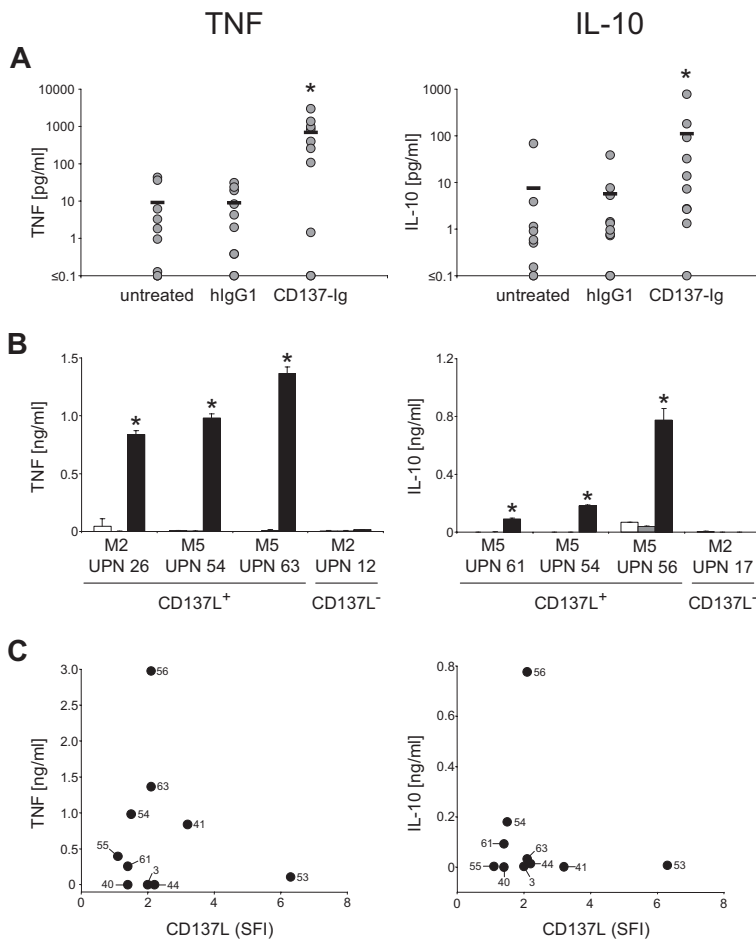 TNF IL-10
A
10000
1000
100
10
1
≤0.1
TNF [pg/ml]
untreated hIgG1 CD137-Ig
*
1000
100
10
1
≤0.1
IL-10 [pg/ml]
untreated hIgG1 CD137-Ig
*
B
1.5
1.0
0.5
0
TNF [ng/ml]
* * *
M2 M5 M5 M2
UPN 26 UPN 54 UPN 63 UPN 12
CD137L+ CD137L-
1.2
0.8
0.4
0
IL-10 [ng/ml]
* * *
M5 M5 M5 M2
UPN 61 UPN 54 UPN 56 UPN 17
CD137L+ CD137L-
C
3.0
2.5
2.0
1.5
1.0
0.5
0
TNF [ng/ml]
56
63
54
41
55
61
3
53
40
44
0 2 4 6 8
CD137L (SFI)
0.8
0.6
0.4
0.2
0
IL-10 [ng/ml]
56
54
61
63
44
55
41
53
40
3
0 2 4 6 8
CD137L (SFI)